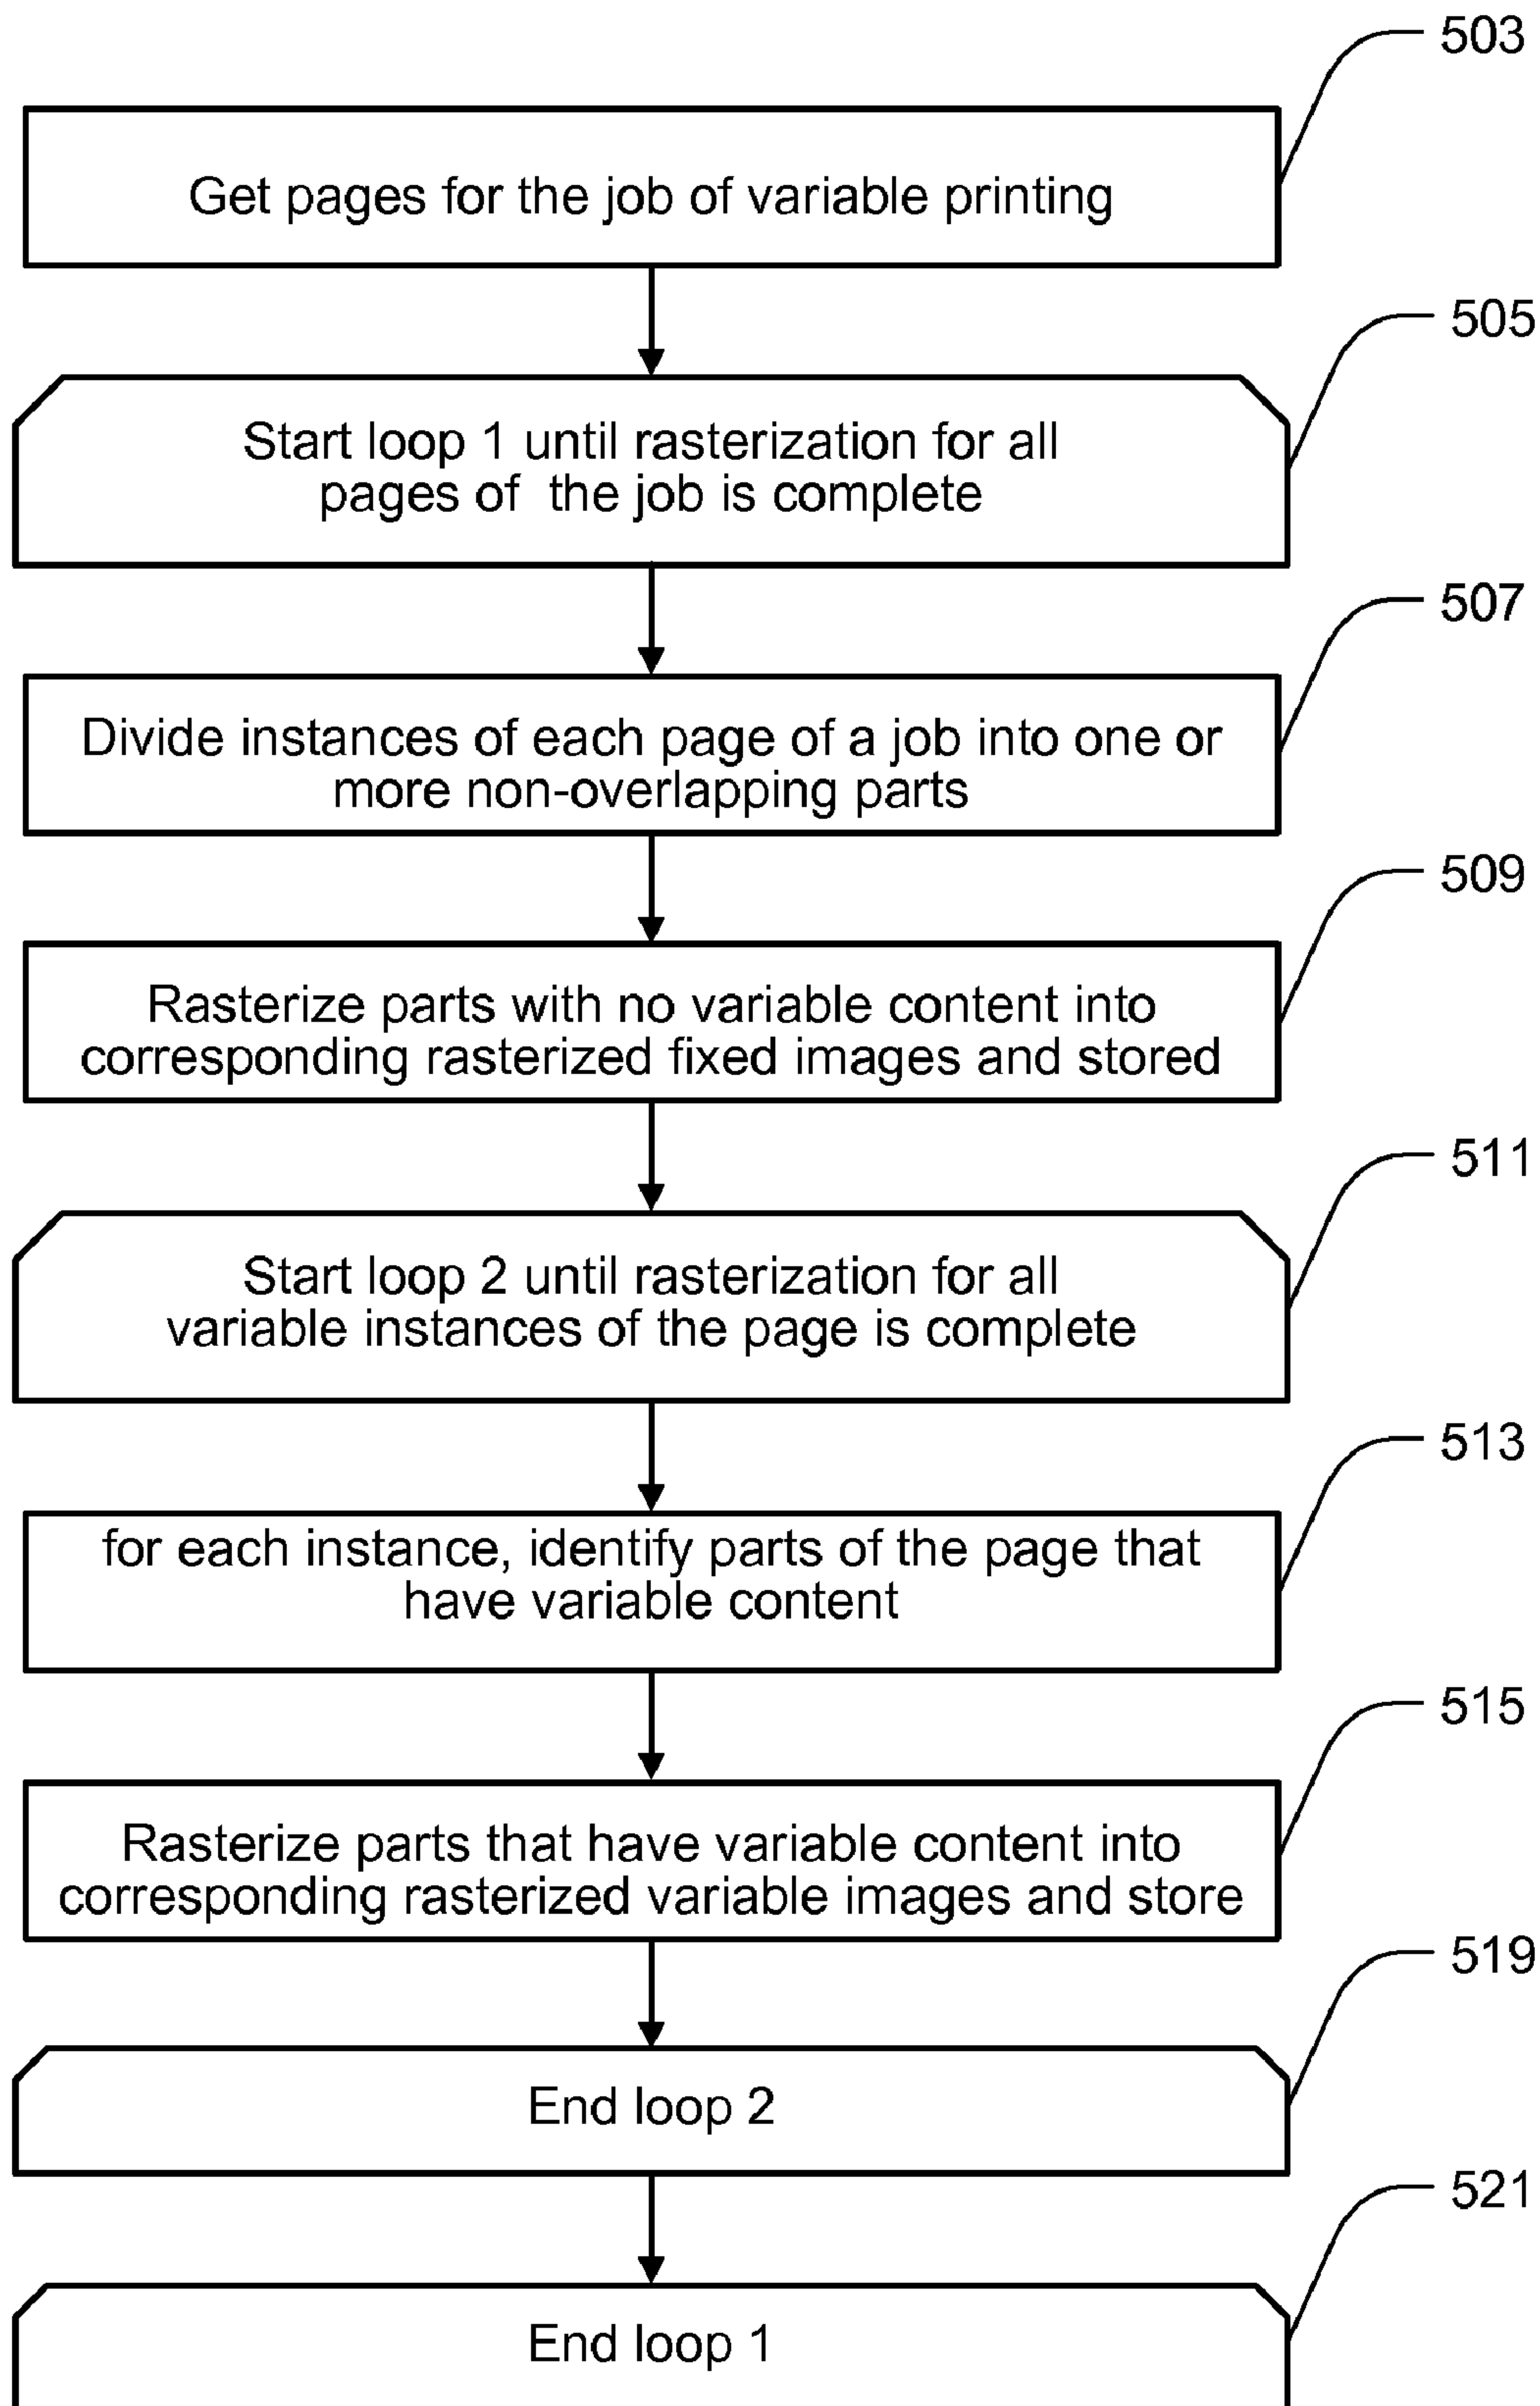 503
Get pages for the job of variable printing
505
Start loop 1 until rasterization for all
pages of the job is complete
507
Divide instances of each page of a job into one or
more non-overlapping parts
509
Rasterize parts with no variable content into
corresponding rasterized fixed images and stored
511
Start loop 2 until rasterization for all
variable instances of the page is complete
513
for each instance, identify parts of the page that
have variable content
515
Rasterize parts that have variable content into
corresponding rasterized variable images and store
519
End loop 2
521
End loop 1